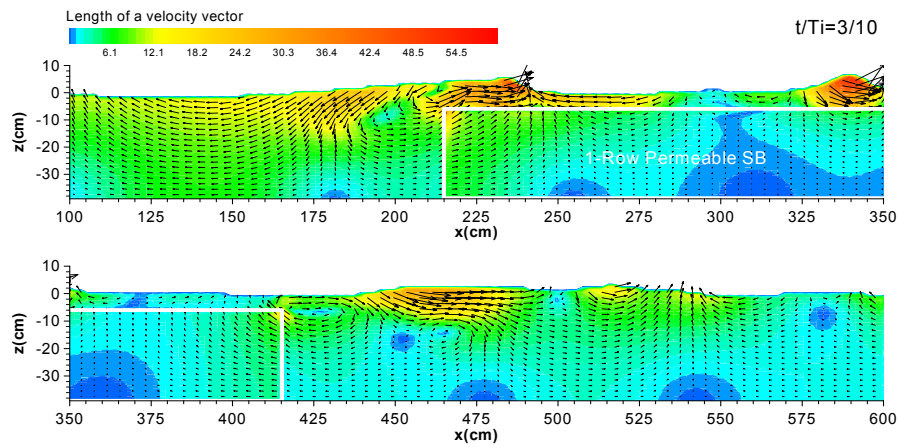 Length of a velocity vector
t/Ti=3/10
6.1 12.1 18.2 24.2 30.3 36.4 42.4 48.5 54.5
z(cm)
10
0
-10
-20
-30
1-Row Permeable SB
100 125 150 175 200 225 250 275 300 325 350
x(cm)
z(cm)
10
0
-10
-20
-30
350 375 400 425 450 475 500 525 550 575 600
x(cm)